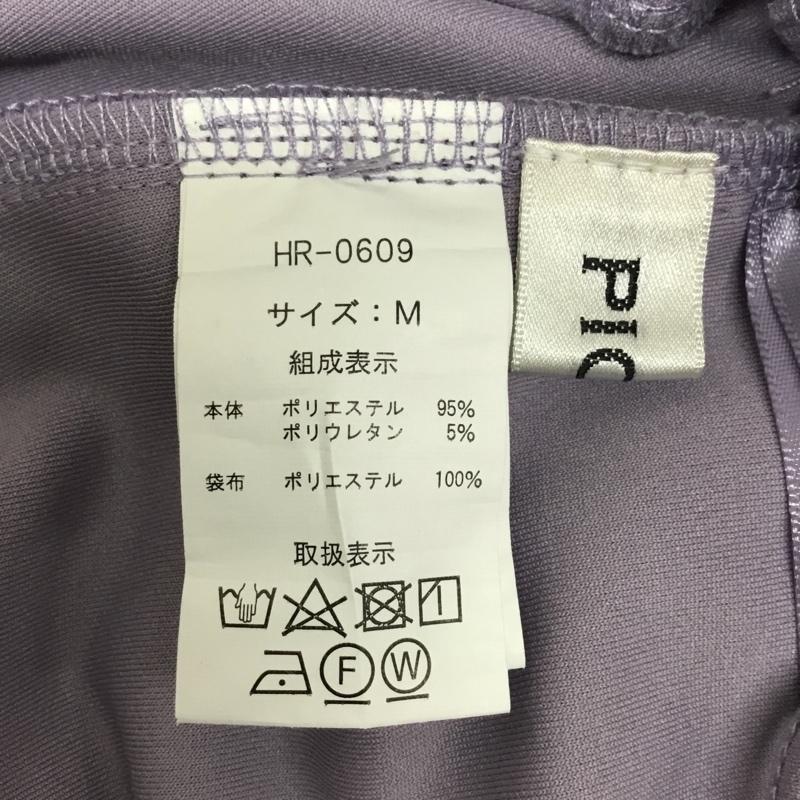 HR-0609
サイズ：M
組成表示
本体 ポリエステル 95%
ポリウレタン 5%
袋布 ポリエステル 100%
取扱表示
F W
PIC